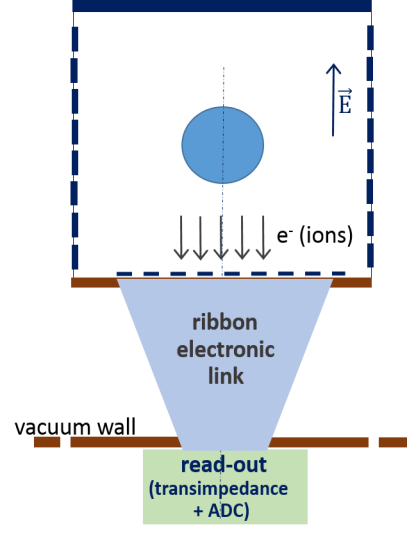 E⃗
e⁻ (ions)
ribbon
electronic
link
vacuum wall
read-out
(transimpedance
+ ADC)